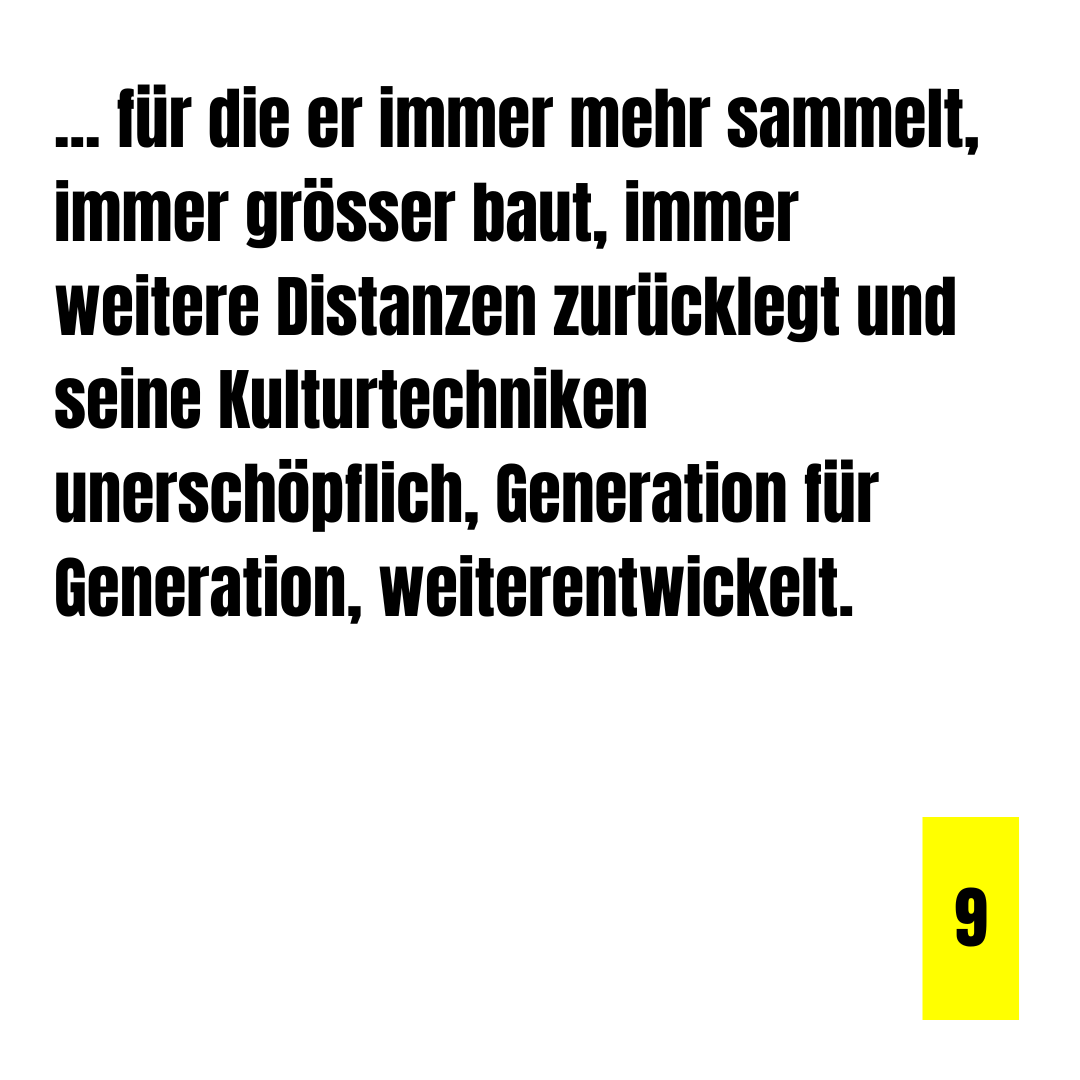 ... für die er immer mehr sammelt,
immer grösser baut, immer
weitere Distanzen zurücklegt und
seine Kulturtechniken
unerschöpflich, Generation für
Generation, weiterentwickelt.
9